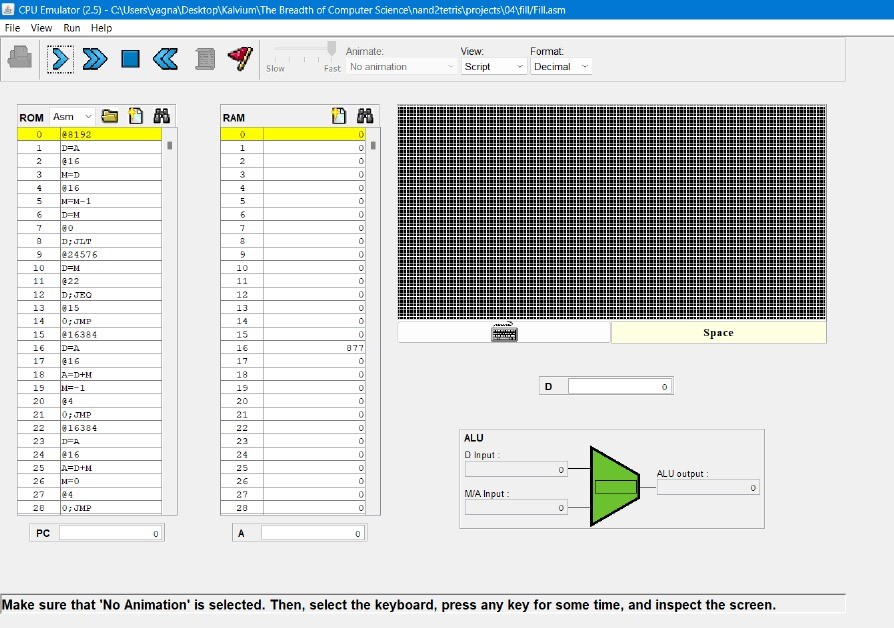 CPU Emulator (2.5) - C:\Users\yagna\Desktop\Kalvium\The Breadth of Computer Science\nand2tetris\projects\04\fill/Fill.asm
File View Run Help
Slow Fast
Animate:
No animation
View:
Script
Format:
Decimal
ROM Asm
0 @8192
1 D=A
2 @16
3 M=D
4 @16
5 M=M-1
6 D=M
7 @0
8 D;JLT
9 @24576
10 D=M
11 @22
12 D;JEQ
13 @15
14 0;JMP
15 @16384
16 D=A
17 @16
18 A=D+M
19 M=-1
20 @4
21 0;JMP
22 @16384
23 D=A
24 @16
25 A=D+M
26 M=0
27 @4
28 0;JMP
PC 0
RAM
0 0
1 0
2 0
3 0
4 0
5 0
6 0
7 0
8 0
9 0
10 0
11 0
12 0
13 0
14 0
15 0
16 877
17 0
18 0
19 0
20 0
21 0
22 0
23 0
24 0
25 0
26 0
27 0
28 0
A 0
Space
D 0
ALU
D Input :
0
M/A Input :
0
ALU output :
0
Make sure that 'No Animation' is selected. Then, select the keyboard, press any key for some time, and inspect the screen.